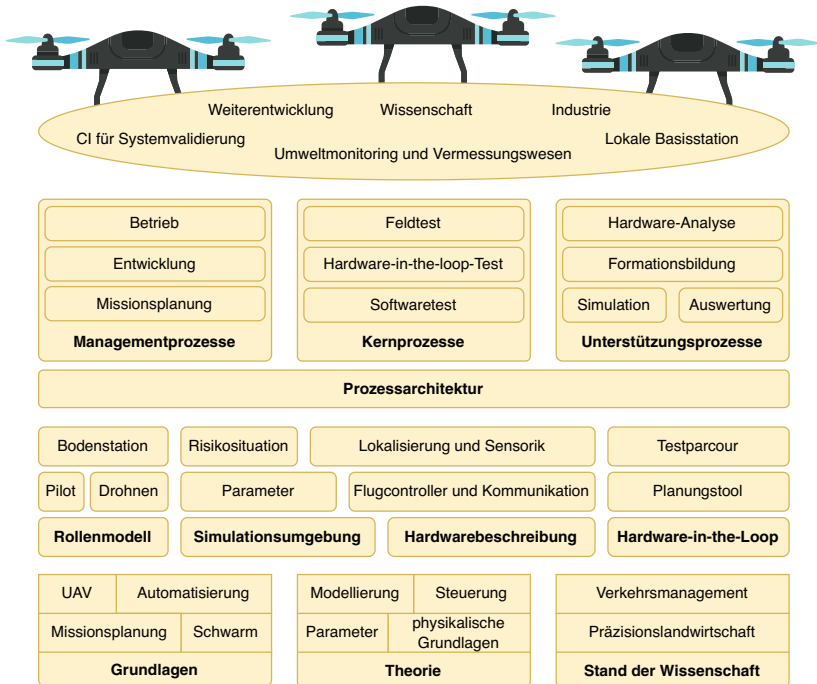 Weiterentwicklung
Wissenschaft
Industrie
CI für Systemvalidierung
Umweltmonitoring und Vermessungswesen
Lokale Basisstation
Betrieb
Entwicklung
Missionsplanung
Managementprozesse
Feldtest
Hardware-in-the-loop-Test
Softwaretest
Kernprozesse
Hardware-Analyse
Formationsbildung
Simulation
Auswertung
Unterstützungsprozesse
Prozessarchitektur
Bodenstation
Risikosituation
Lokalisierung und Sensorik
Testparcour
Pilot
Drohnen
Parameter
Flugcontroller und Kommunikation
Planungstool
Rollenmodell
Simulationsumgebung
Hardwarebeschreibung
Hardware-in-the-Loop
UAV
Automatisierung
Missionsplanung
Schwarm
Grundlagen
Modellierung
Steuerung
Parameter
physikalische
Grundlagen
Theorie
Verkehrsmanagement
Präzisionslandwirtschaft
Stand der Wissenschaft